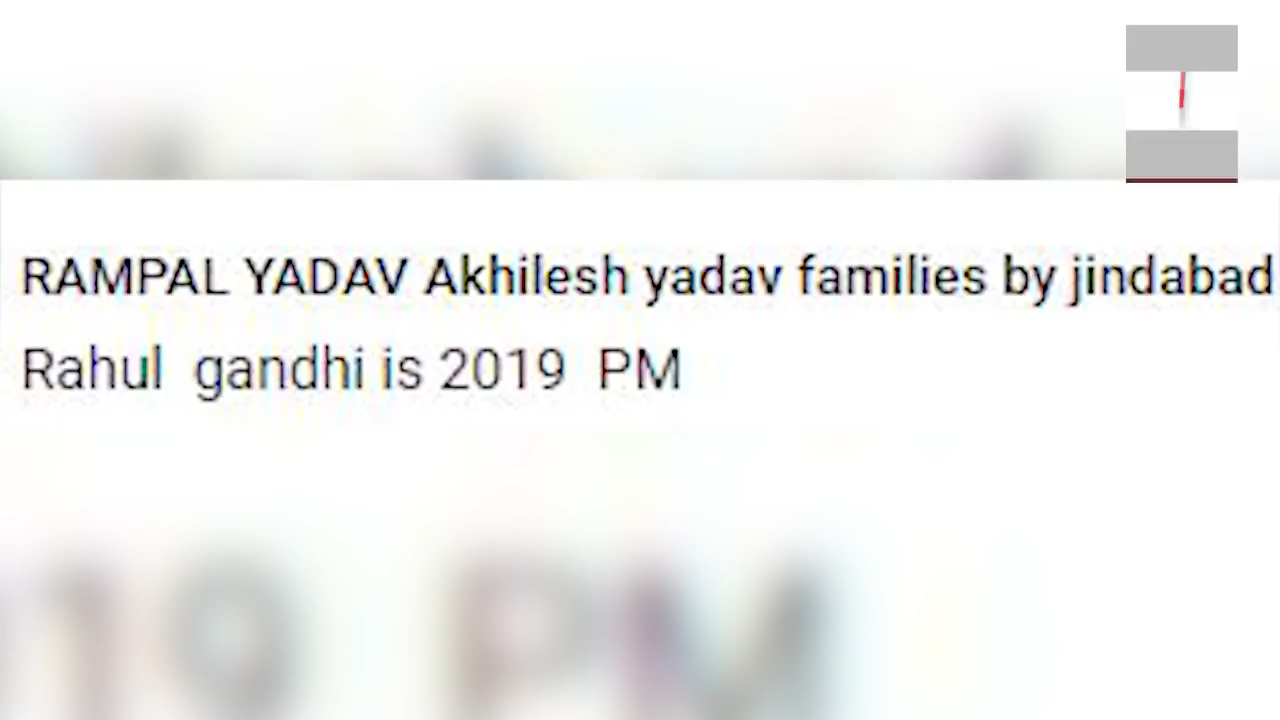 RAMPAL YADAV Akhilesh yadav families by jindabad
Rahul gandhi is 2019 PM